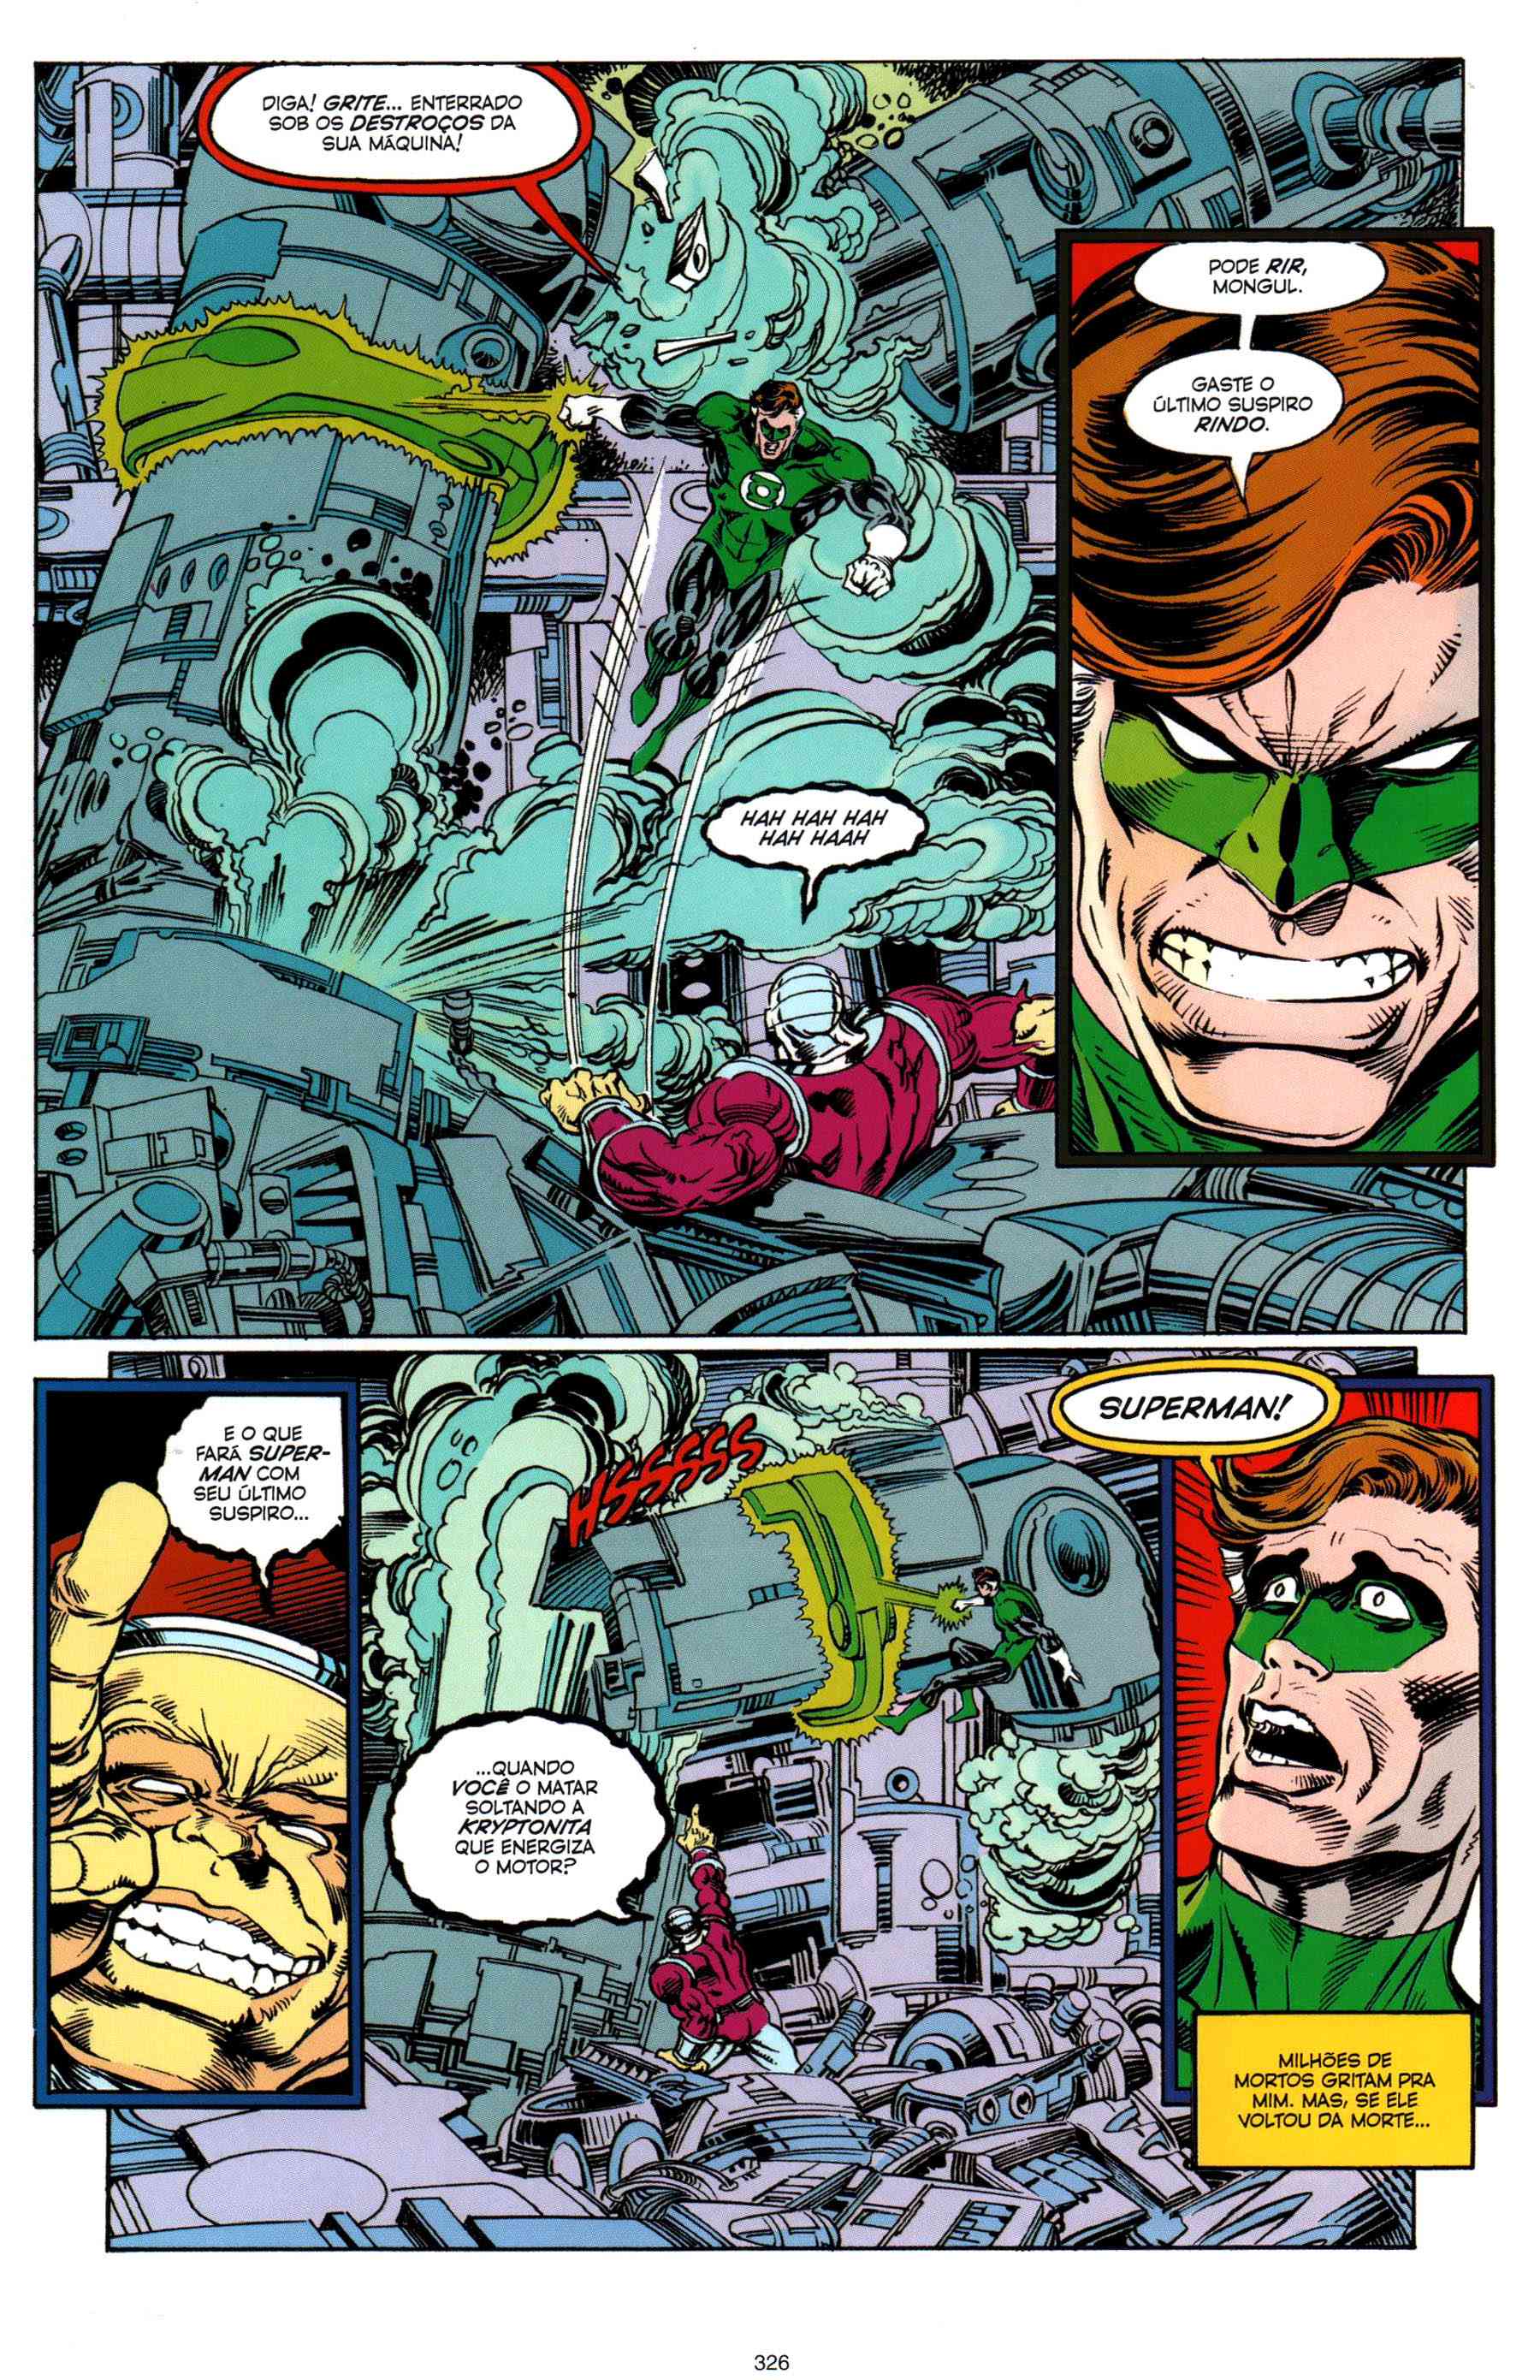 DIGA! GRITE... ENTERRADO
SOB OS DESTROÇOS DA
SUA MÁQUINA!
PODE RIR,
MONGUL.
GASTE O
ÚLTIMO SUSPIRO
RINDO.
HAH HAH HAH
HAH HAAH
E O QUE
FARÁ SUPER-
MAN COM
SEU ÚLTIMO
SUSPIRO...
HSSSSSS
...QUANDO
VOCÊ O MATAR
SOLTANDO A
KRYPTONITA
QUE ENERGIZA
O MOTOR?
SUPERMAN!
MILHÕES DE
MORTOS GRITAM PRA
MIM. MAS, SE ELE
VOLTOU DA MORTE...
326